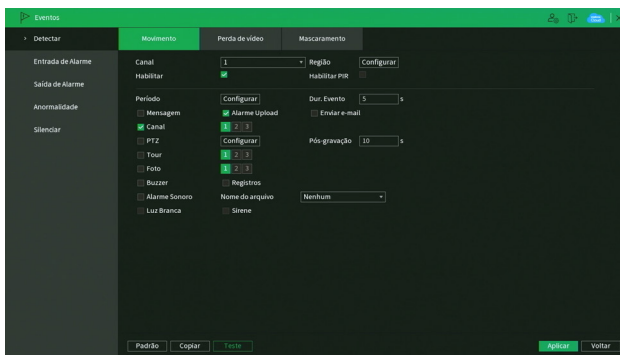 Eventos
Detectar
Movimento Perda de vídeo Mascaramento
Entrada de Alarme
Saída de Alarme
Anormalidade
Silenciar
Canal 1 Região Configurar
Habilitar Habilitar PIR
Período Configurar Dur. Evento 5 s
Mensagem Alarme Upload Enviar e-mail
Canal 1 2 3
PTZ Configurar Pós-gravação 10 s
Tour 1 2 3
Foto 1 2 3
Buzzer Registros
Alarme Sonoro Nome do arquivo Nenhum
Luz Branca Sirene
Padrão Copiar Teste Aplicar Voltar